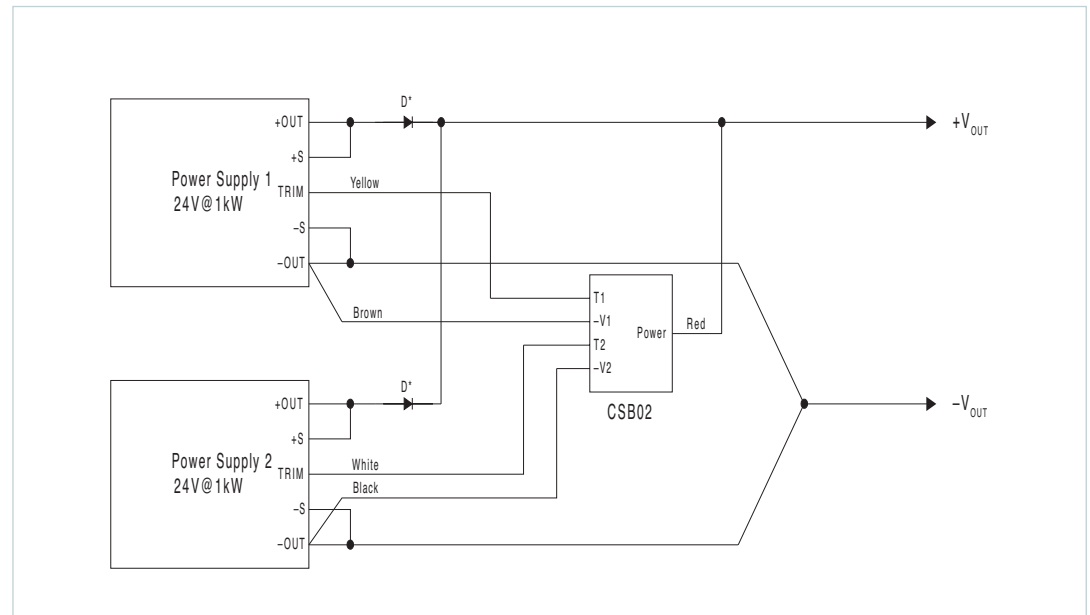 D*
+OUT
+V_OUT
+S
Power Supply 1
24V@1kW
TRIM
Yellow
−S
−OUT
T1
Brown
−V1
Power
Red
T2
−V2
CSB02
D*
+OUT
−V_OUT
+S
Power Supply 2
24V@1kW
TRIM
White
Black
−S
−OUT